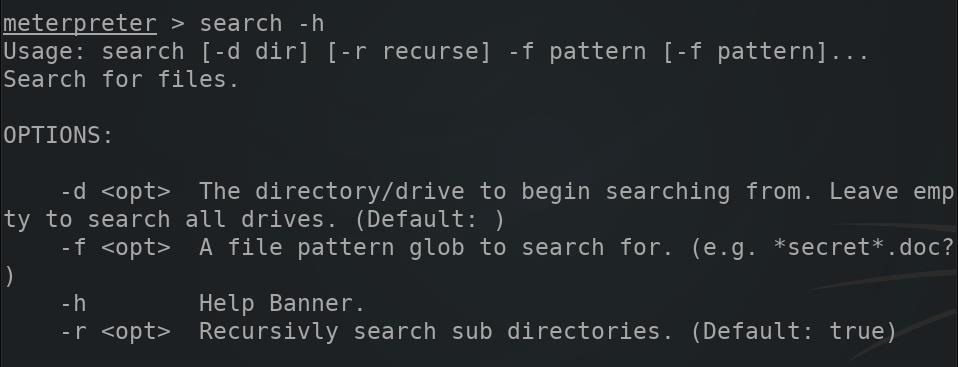 meterpreter > search -h
Usage: search [-d dir] [-r recurse] -f pattern [-f pattern]...
Search for files.
OPTIONS:
-d <opt>  The directory/drive to begin searching from. Leave emp
ty to search all drives. (Default: )
-f <opt>  A file pattern glob to search for. (e.g. *secret*.doc?
)
-h        Help Banner.
-r <opt>  Recursivly search sub directories. (Default: true)